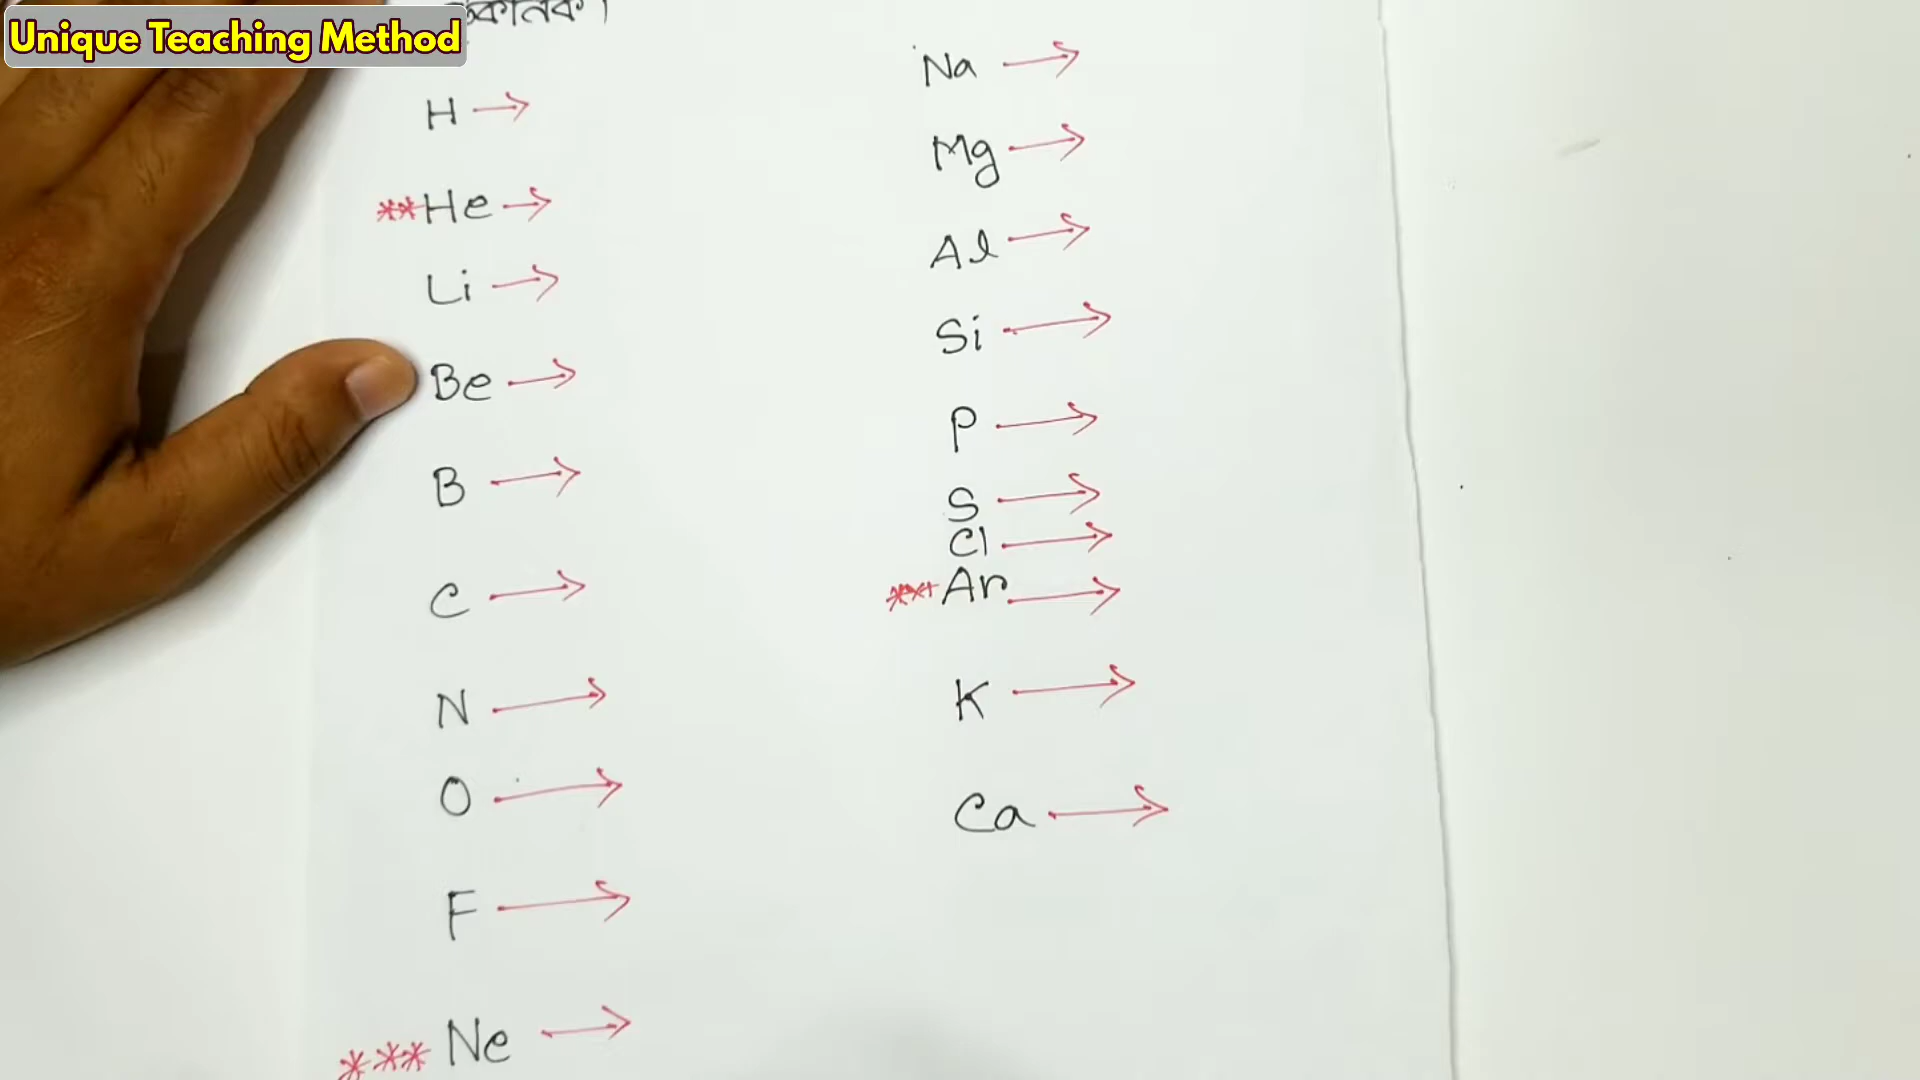 Unique Teaching Method
H →
**He →
Li →
Be →
B →
C →
N →
O →
F →
***Ne →
Na →
Mg →
Al →
Si →
P →
S →
Cl →
***Ar →
K →
Ca →